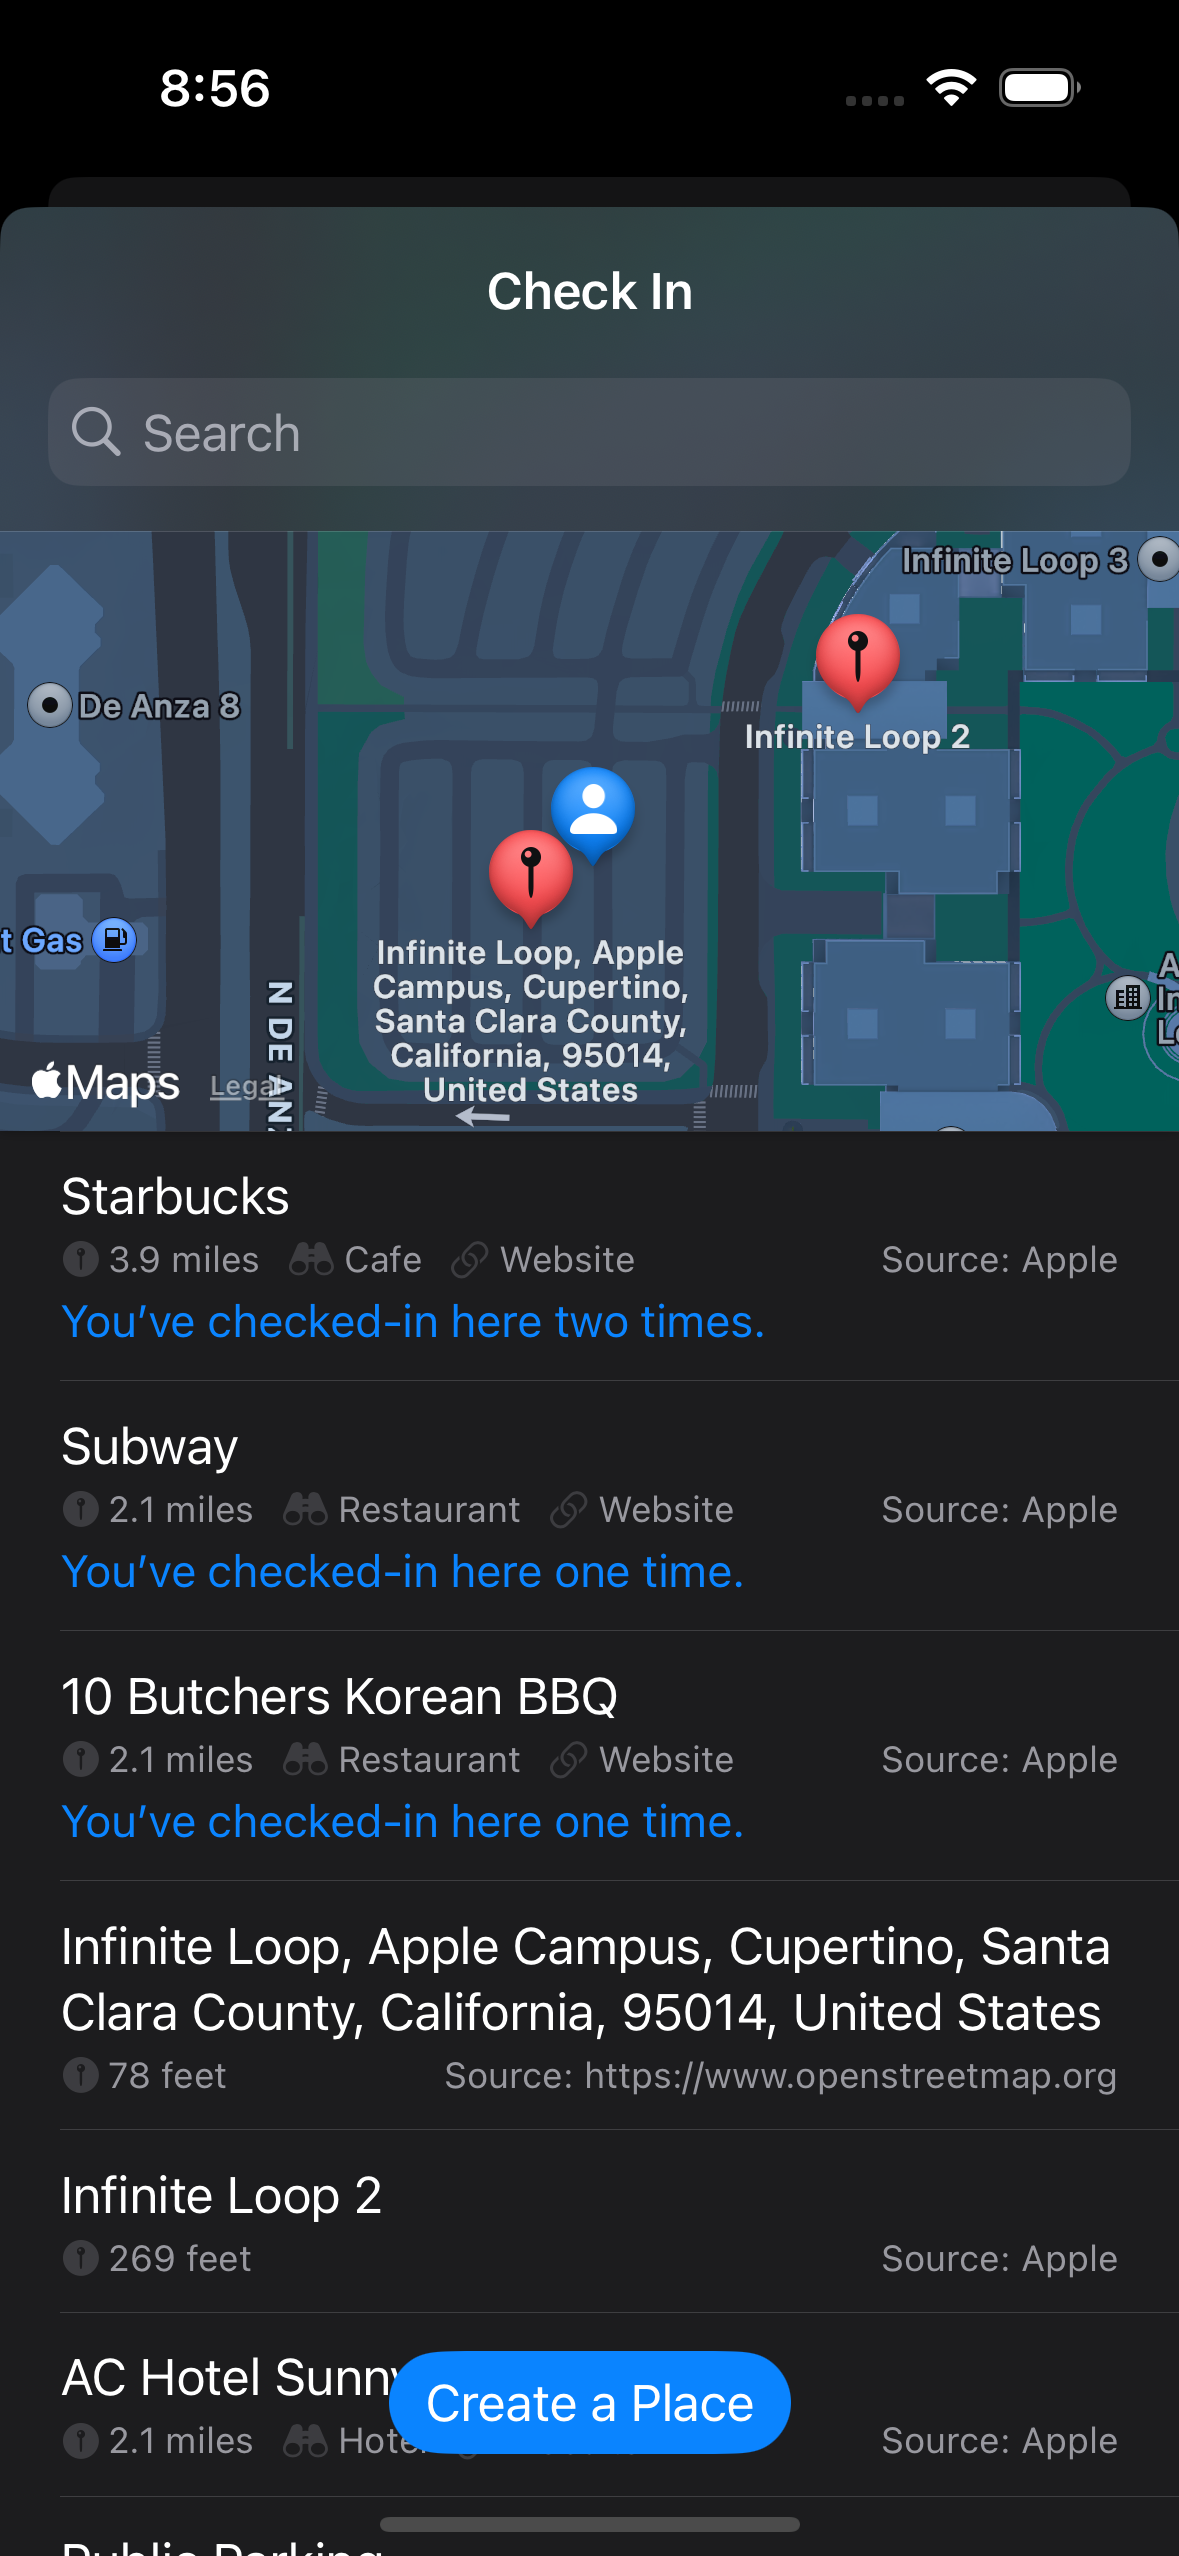 8:56
Check In
Search
Infinite Loop 3
De Anza 8
Infinite Loop 2
t Gas
Infinite Loop, Apple
Campus, Cupertino,
Santa Clara County,
California, 95014,
United States
N DE ANZ
Maps
Legal
Starbucks
3.9 miles Cafe Website Source: Apple
You’ve checked-in here two times.
Subway
2.1 miles Restaurant Website Source: Apple
You’ve checked-in here one time.
10 Butchers Korean BBQ
2.1 miles Restaurant Website Source: Apple
You’ve checked-in here one time.
Infinite Loop, Apple Campus, Cupertino, Santa
Clara County, California, 95014, United States
78 feet Source: https://www.openstreetmap.org
Infinite Loop 2
269 feet Source: Apple
AC Hotel Sunny
Create a Place
2.1 miles Hotel Source: Apple
Public Parking